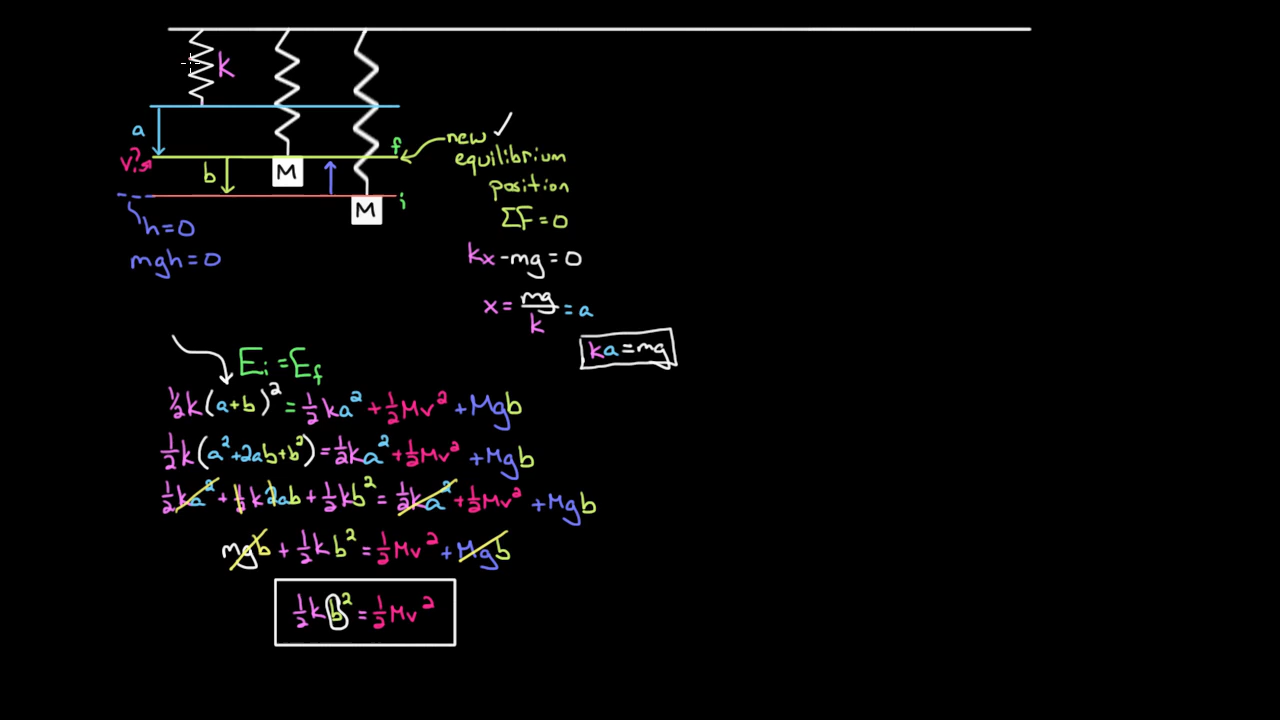 k
a
v?
b
M
M
f
i
h=0
mgh=0
new
equilibrium
position
ΣF=0
kx-mg=0
x=mg/k=a
ka=mg
Ei=Ef
½k(a+b)²=½ka²+½Mv²+Mgb
½k(a²+2ab+b²)=½ka²+½Mv²+Mgb
½ka²+½k2ab+½kb²=½ka²+½Mv²+Mgb
mgb+½kb²=½Mv²+Mgb
½kb²=½Mv²